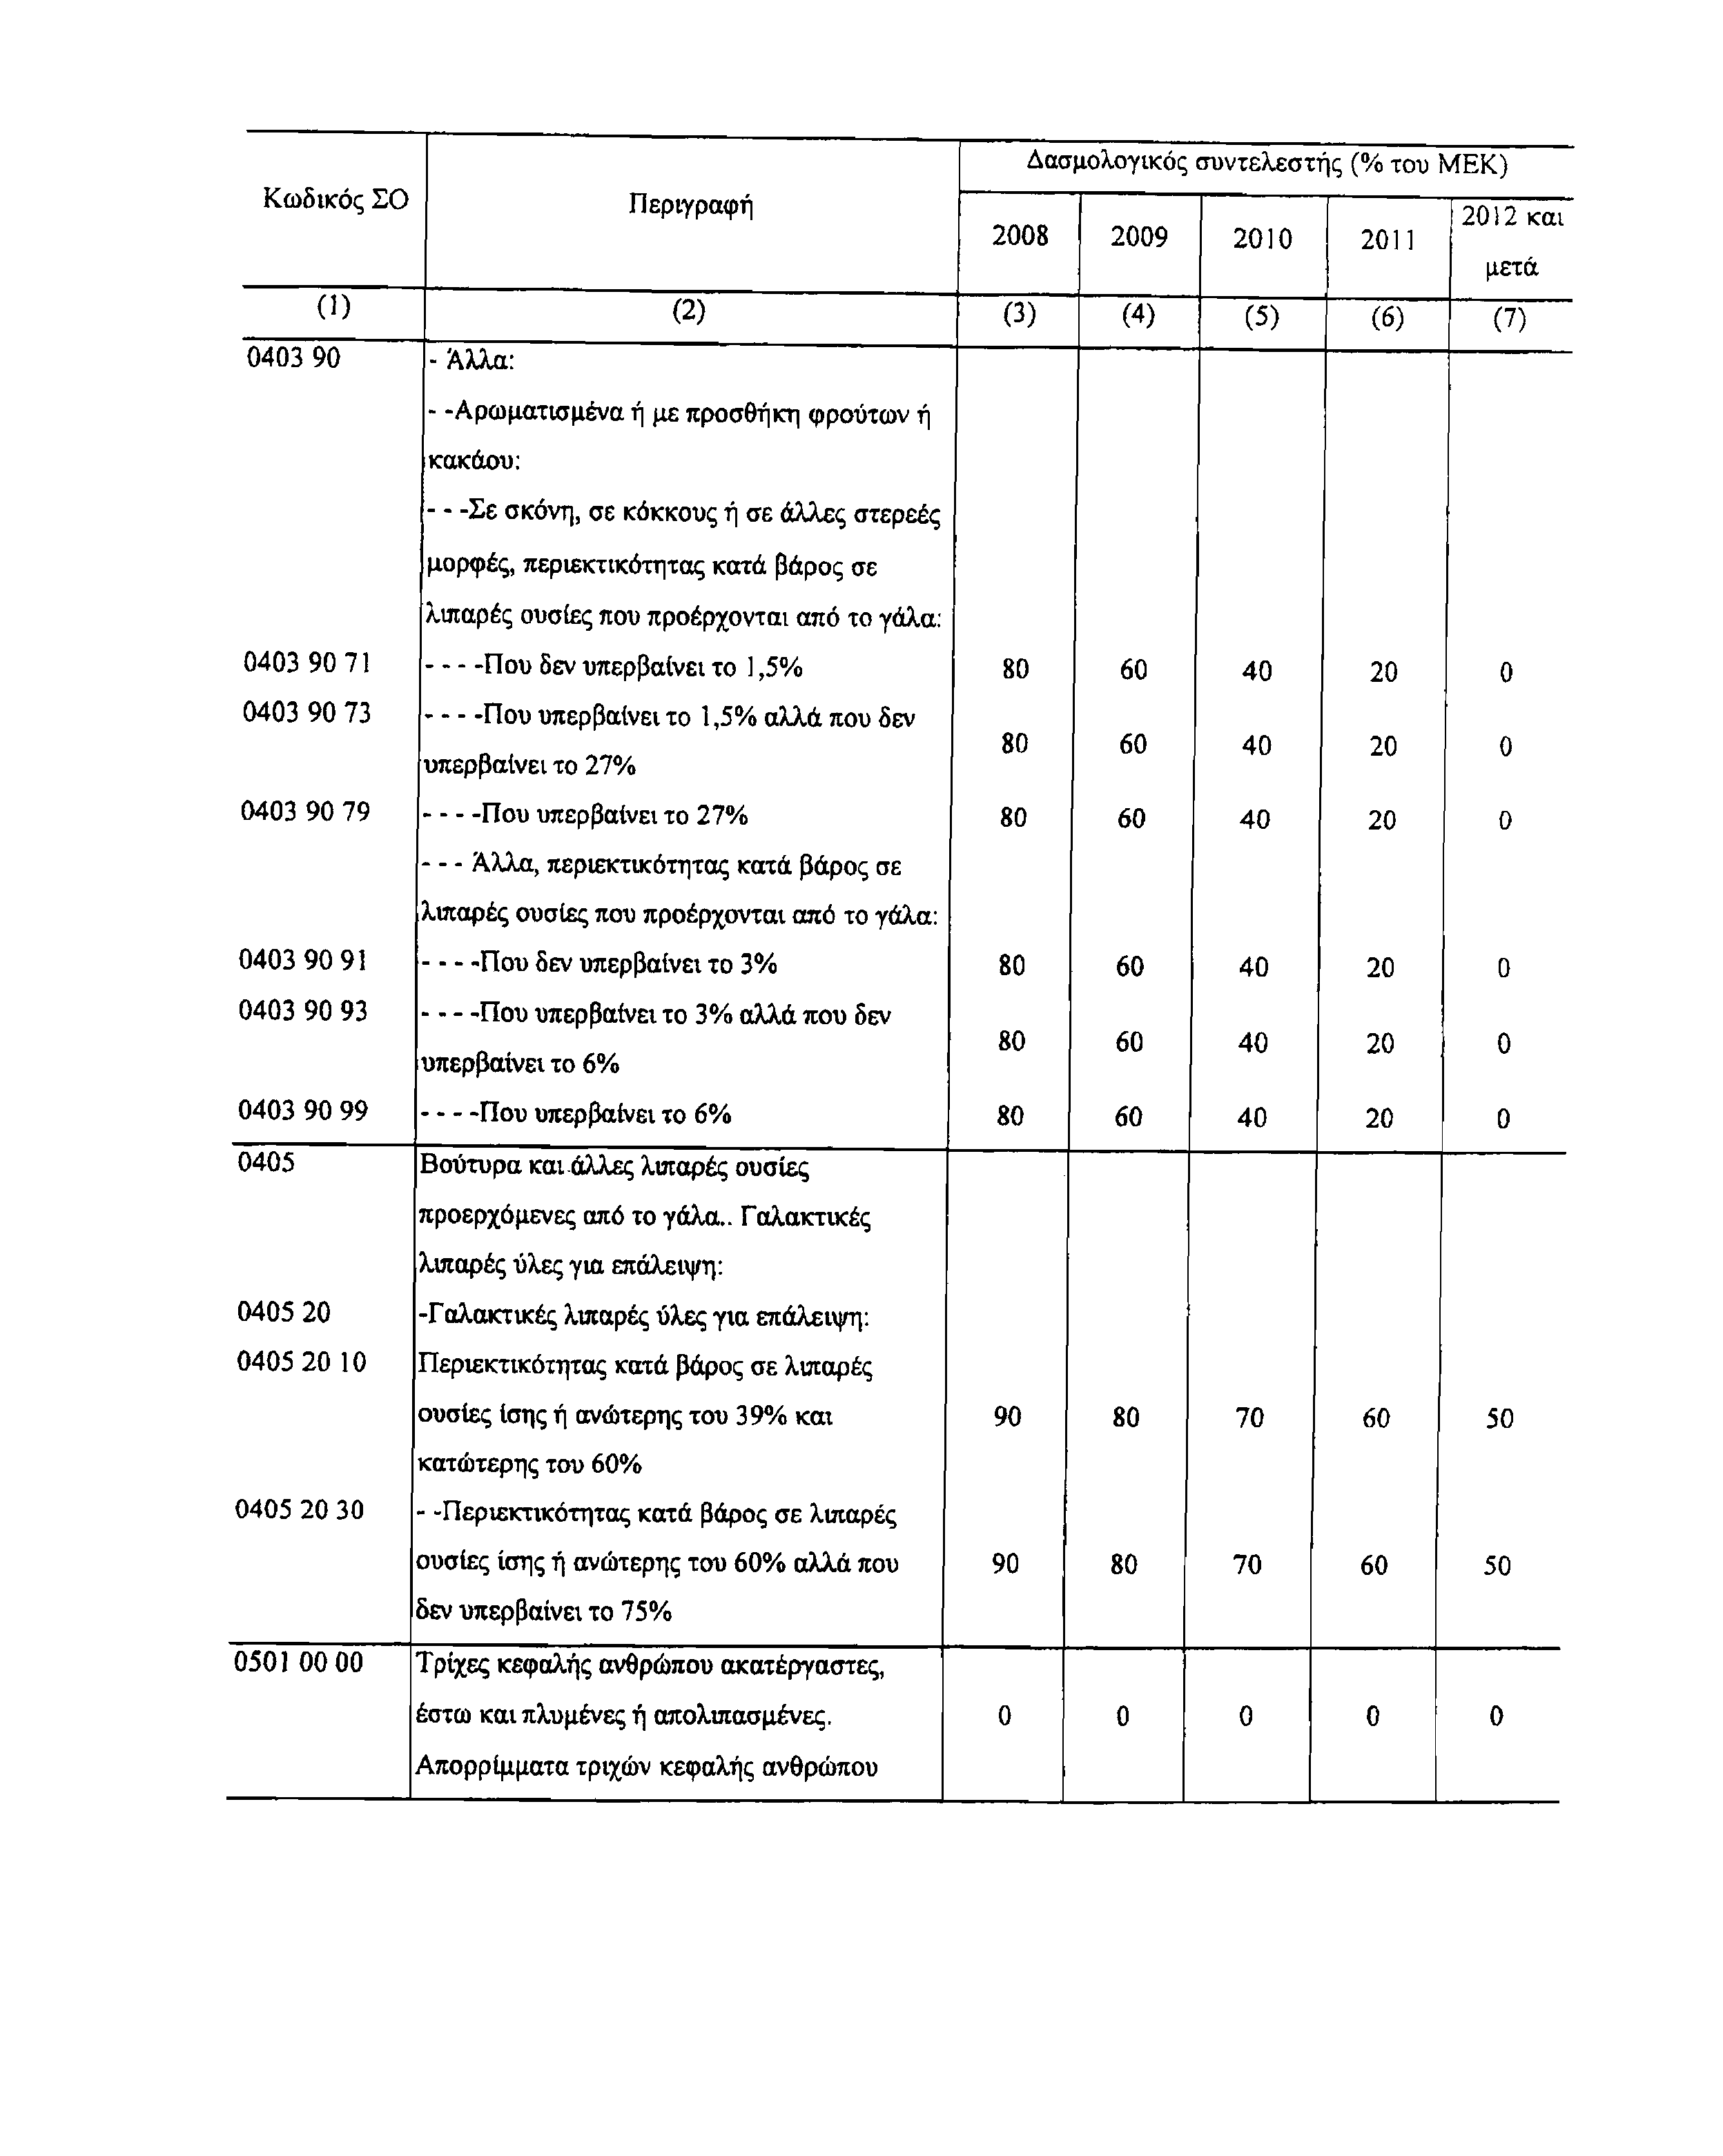 Κωδικός ΣΟ Περιγραφή Δασμολογικός συντελεστής (% του ΜΕΚ)
2008 2009 2010 2011 2012 και
μετά
(1) (2) (3) (4) (5) (6) (7)
0403 90 - Άλλα:
- -Αρωματισμένα ή με προσθήκη φρούτων ή
κακάου:
- - -Σε σκόνη, σε κόκκους ή σε άλλες στερεές
μορφές, περιεκτικότητας κατά βάρος σε
λιπαρές ουσίες που προέρχονται από το γάλα:
0403 90 71 - - - -Που δεν υπερβαίνει το 1,5% 80 60 40 20 0
0403 90 73 - - - -Που υπερβαίνει το 1,5% αλλά που δεν
υπερβαίνει το 27% 80 60 40 20 0
0403 90 79 - - - -Που υπερβαίνει το 27% 80 60 40 20 0
- - - Άλλα, περιεκτικότητας κατά βάρος σε
λιπαρές ουσίες που προέρχονται από το γάλα:
0403 90 91 - - - -Που δεν υπερβαίνει το 3% 80 60 40 20 0
0403 90 93 - - - -Που υπερβαίνει το 3% αλλά που δεν
υπερβαίνει το 6% 80 60 40 20 0
0403 90 99 - - - -Που υπερβαίνει το 6% 80 60 40 20 0
0405 Βούτυρα και άλλες λιπαρές ουσίες
προερχόμενες από το γάλα.. Γαλακτικές
λιπαρές ύλες για επάλειψη:
0405 20 -Γαλακτικές λιπαρές ύλες για επάλειψη:
0405 20 10 Περιεκτικότητας κατά βάρος σε λιπαρές
ουσίες ίσης ή ανώτερης του 39% και 90 80 70 60 50
κατώτερης του 60%
0405 20 30 - -Περιεκτικότητας κατά βάρος σε λιπαρές
ουσίες ίσης ή ανώτερης του 60% αλλά που 90 80 70 60 50
δεν υπερβαίνει το 75%
0501 00 00 Τρίχες κεφαλής ανθρώπου ακατέργαστες,
έστω και πλυμένες ή απολιπασμένες. 0 0 0 0 0
Απορρίμματα τριχών κεφαλής ανθρώπου